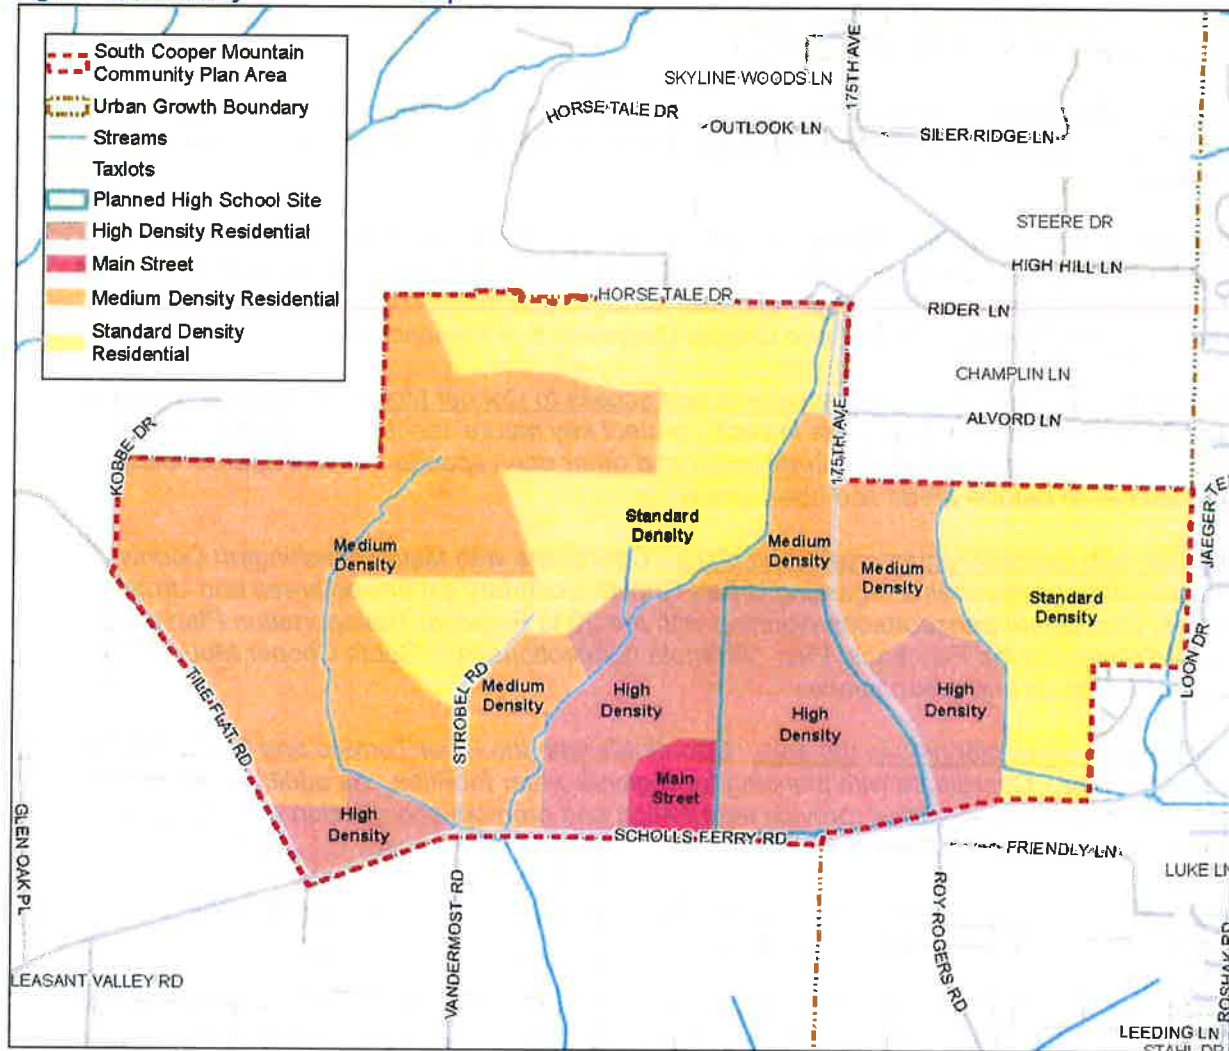 South Cooper Mountain
Community Plan Area
Urban Growth Boundary
Streams
Taxlots
Planned High School Site
High Density Residential
Main Street
Medium Density Residential
Standard Density
Residential
SKYLINE WOODS LN
175TH AVE
HORSE TALE DR
OUTLOOK LN
SILER RIDGE LN
STEERE DR
HIGH HILL LN
HORSE TALE DR
RIDER LN
CHAMPLIN LN
ALVORD LN
175TH AVE
KOBBE DR
JAEGER TE
Standard
Density
Medium
Density
Medium
Density
Medium
Density
Standard
Density
LOON DR
TILE FLAT RD
STROBEL RD
Medium
Density
High
Density
High
Density
High
Density
Main
Street
High
Density
SCHOLLS FERRY RD
GLEN OAK PL
FRIENDLY LN
LUKE LN
VANDERMOST RD
ROY ROGERS RD
ROSHAK RD
LEASANT VALLEY RD
LEEDING LN
STAHL DR